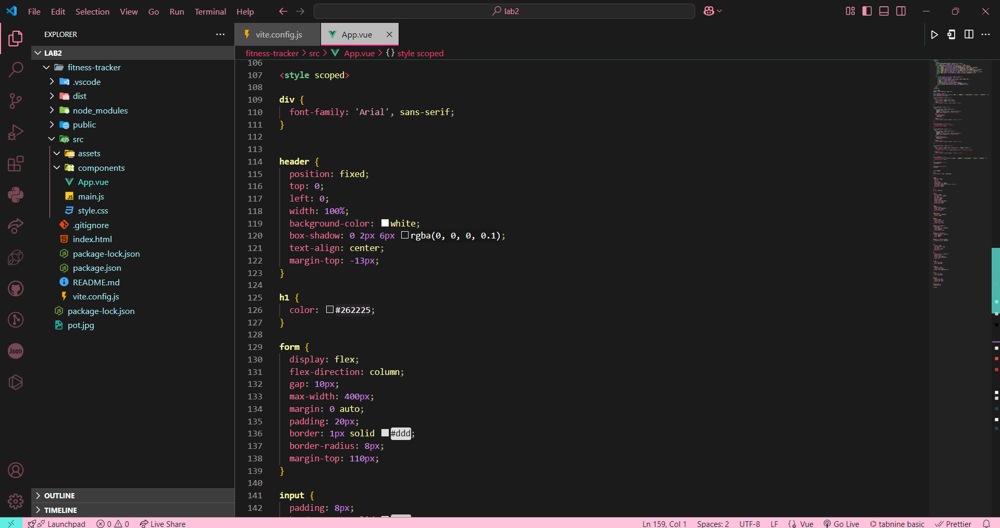 File Edit Selection View Go Run Terminal Help
lab2
EXPLORER
LAB2
fitness-tracker
.vscode
dist
node_modules
public
src
assets
components
App.vue
main.js
style.css
.gitignore
index.html
package-lock.json
package.json
README.md
vite.config.js
package-lock.json
pot.jpg
OUTLINE
TIMELINE
vite.config.js App.vue
fitness-tracker > src > App.vue > {} style scoped
106
107 <style scoped>
108
109 div {
110 font-family: 'Arial', sans-serif;
111 }
112
113
114 header {
115 position: fixed;
116 top: 0;
117 left: 0;
118 width: 100%;
119 background-color: white;
120 box-shadow: 0 2px 6px rgba(0, 0, 0, 0.1);
121 text-align: center;
122 margin-top: -13px;
123 }
124
125 h1 {
126 color: #262225;
127 }
128
129 form {
130 display: flex;
131 flex-direction: column;
132 gap: 10px;
133 max-width: 400px;
134 margin: 0 auto;
135 padding: 20px;
136 border: 1px solid #ddd;
137 border-radius: 8px;
138 margin-top: 110px;
139 }
140
141 input {
142 padding: 8px;
Launchpad 0 0 Live Share Ln 159, Col 1 Spaces: 2 UTF-8 LF Vue Go Live tabnine basic Prettier
Json